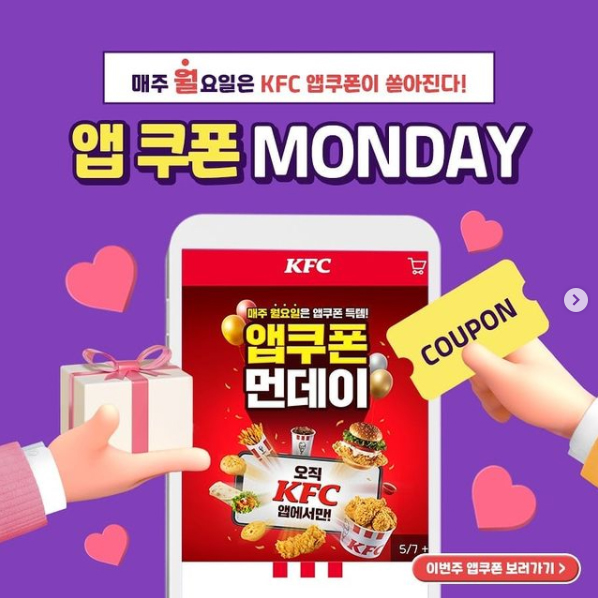 매주 월요일은 KFC 앱쿠폰이 쏟아진다!
앱 쿠폰 MONDAY
KFC
매주 월요일은 앱쿠폰 득템!
앱쿠폰
먼데이
COUPON
오직
KFC
앱에서만!
KFC
5/7 +
이번주 앱쿠폰 보러가기 >